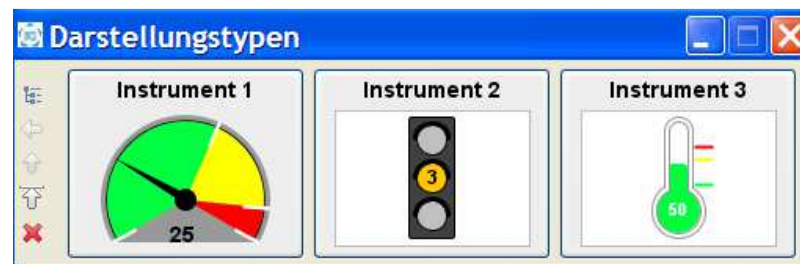 Darstellungstypen
Instrument 1
Instrument 2
Instrument 3
25
3
50